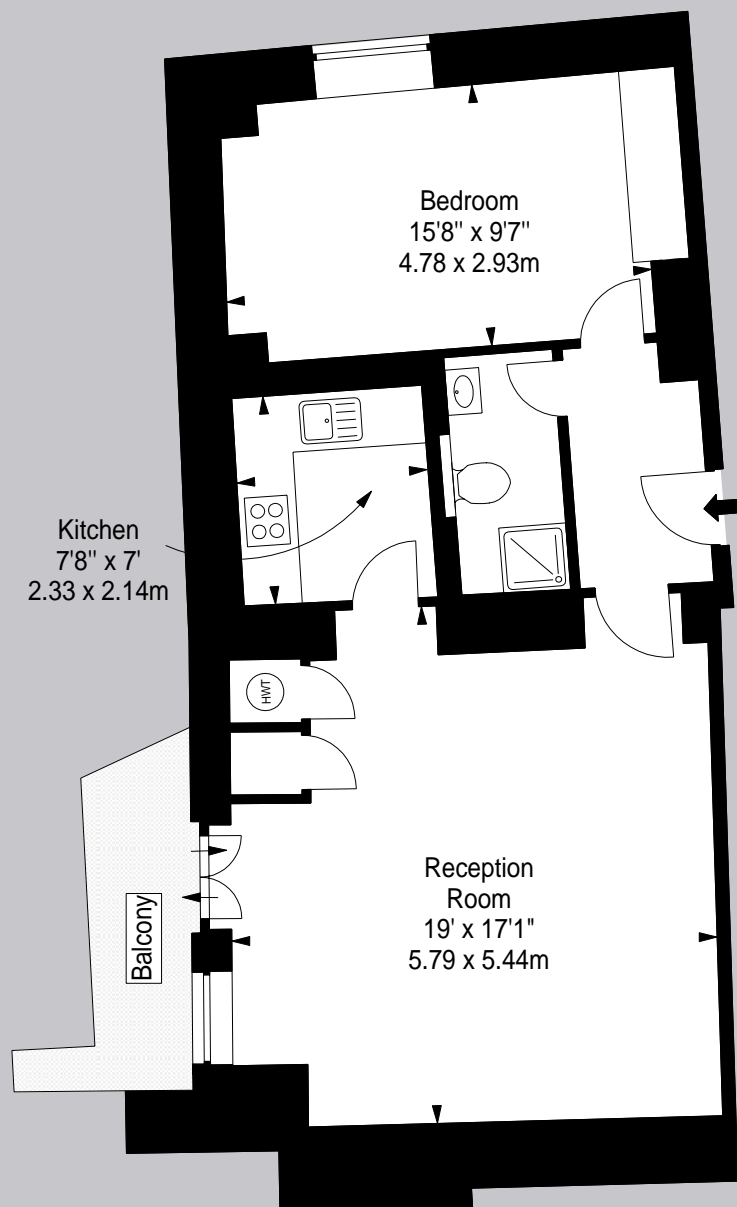 Bedroom
15'8" x 9'7"
4.78 x 2.93m
Kitchen
7'8" x 7'
2.33 x 2.14m
HWT
Reception
Room
19' x 17'1"
5.79 x 5.44m
Balcony